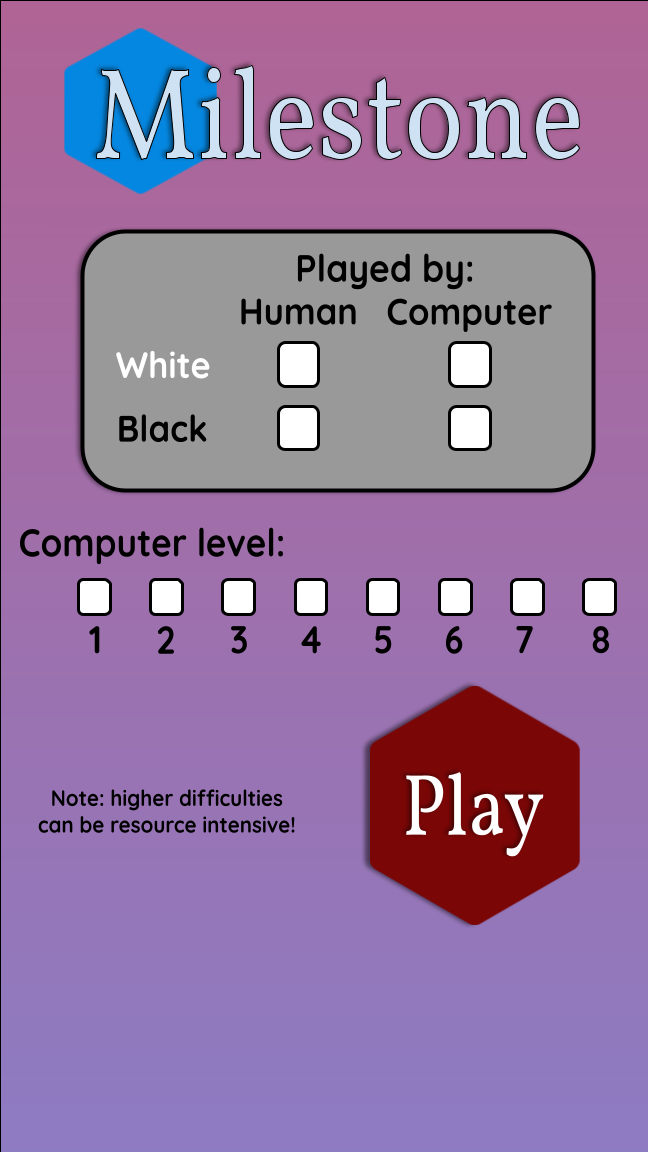 Milestone
Played by:
Human Computer
White
Black
Computer level:
1 2 3 4 5 6 7 8
Note: higher difficulties
can be resource intensive!
Play